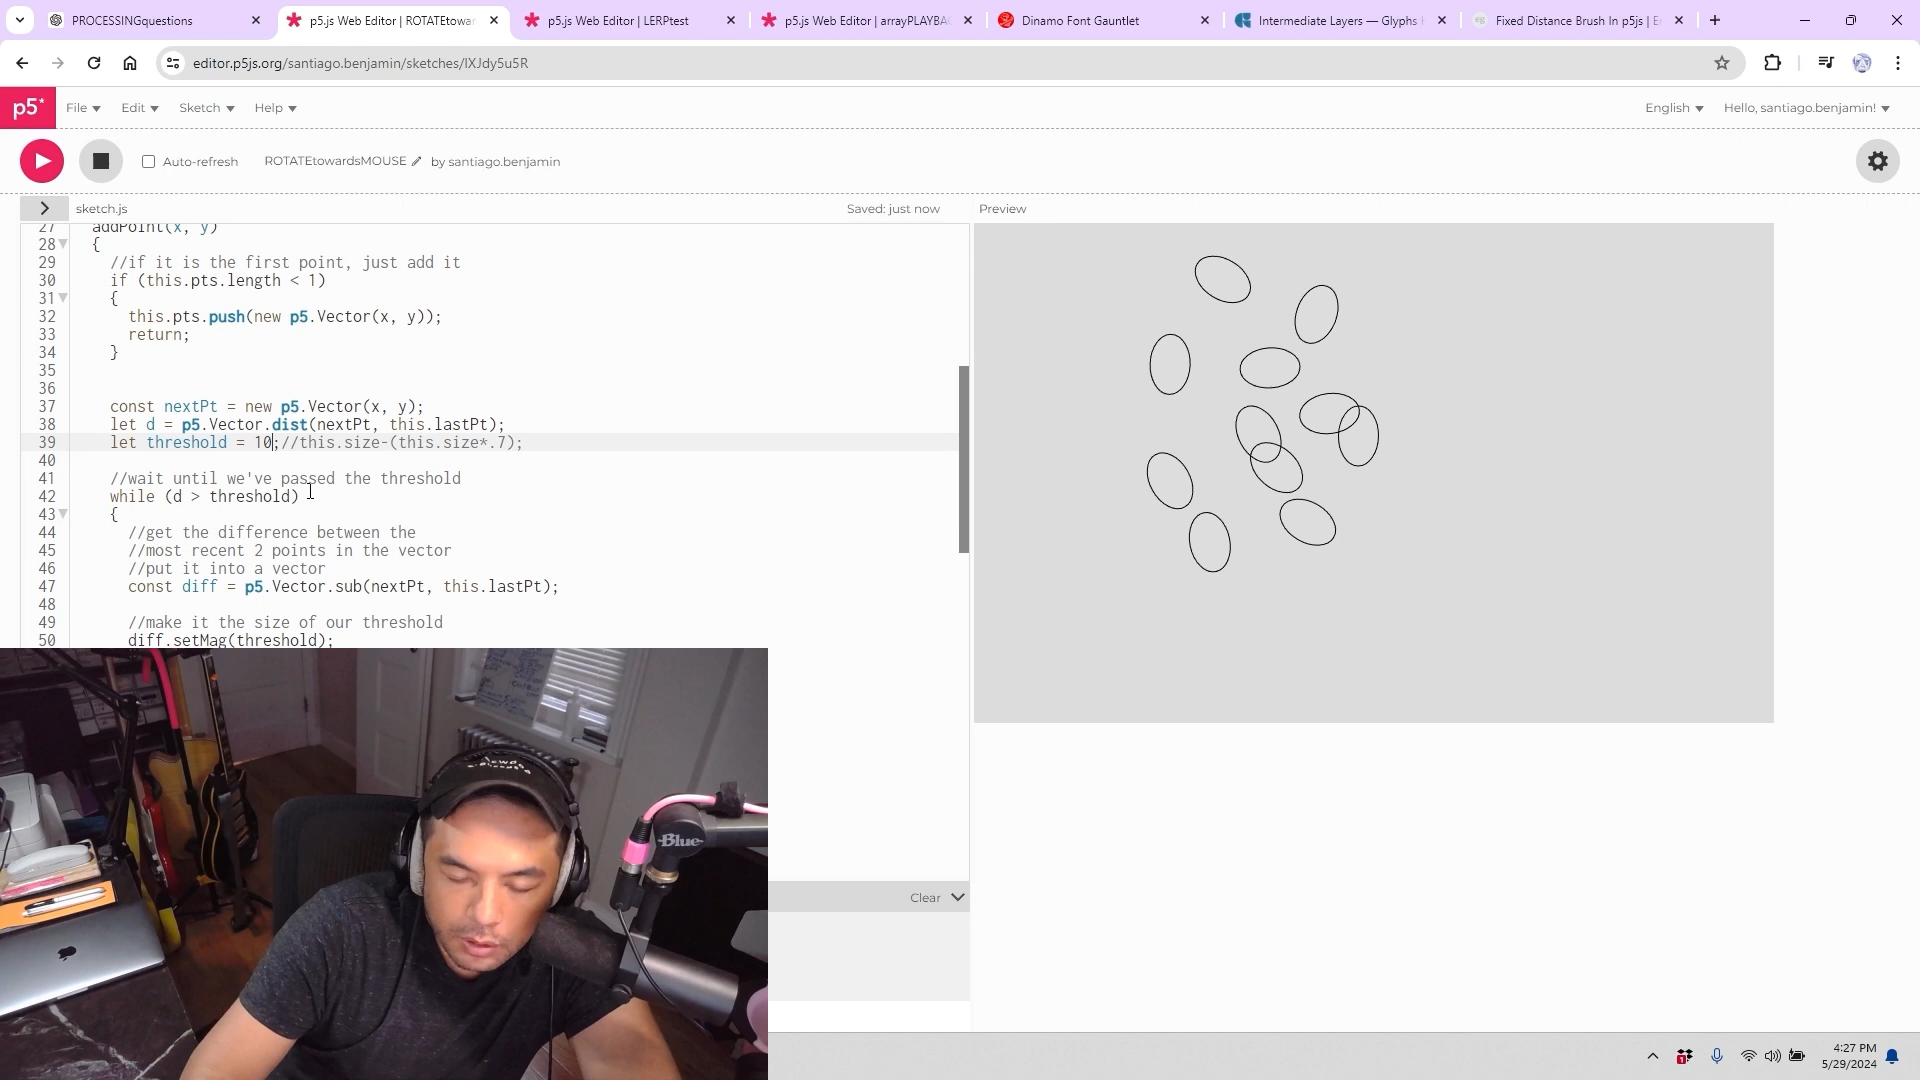 PROCESSINGquestions
p5.js Web Editor | ROTATEtowar
p5.js Web Editor | LERPtest
p5.js Web Editor | arrayPLAYBA
Dinamo Font Gauntlet
Intermediate Layers — Glyphs
Fixed Distance Brush In p5js | E
editor.p5js.org/santiago.benjamin/sketches/IXJdy5u5R
p5*
File
Edit
Sketch
Help
English
Hello, santiago.benjamin!
Auto-refresh
ROTATEtowardsMOUSE
by santiago.benjamin
sketch.js
Saved: just now
Preview
27 addPoint(x, y)
28 {
29 //if it is the first point, just add it
30 if (this.pts.length < 1)
31 {
32 this.pts.push(new p5.Vector(x, y));
33 return;
34 }
35
36
37 const nextPt = new p5.Vector(x, y);
38 let d = p5.Vector.dist(nextPt, this.lastPt);
39 let threshold = 10;//this.size-(this.size*.7);
40
41 //wait until we've passed the threshold
42 while (d > threshold)
43 {
44 //get the difference between the
45 //most recent 2 points in the vector
46 //put it into a vector
47 const diff = p5.Vector.sub(nextPt, this.lastPt);
48
49 //make it the size of our threshold
50 diff.setMag(threshold);
Clear
Blue
4:27 PM
5/29/2024